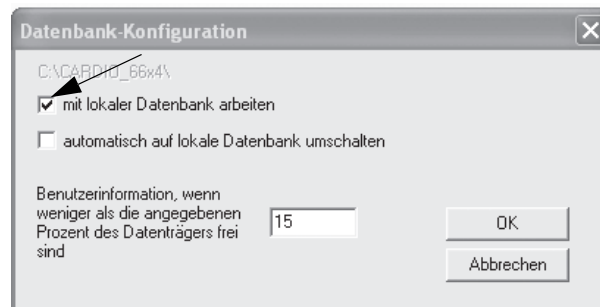 Datenbank-Konfiguration
C:\CARDIO_66x4\
mit lokaler Datenbank arbeiten
automatisch auf lokale Datenbank umschalten
Benutzerinformation, wenn
weniger als die angegebenen
Prozent des Datenträgers frei
sind
15
OK
Abbrechen